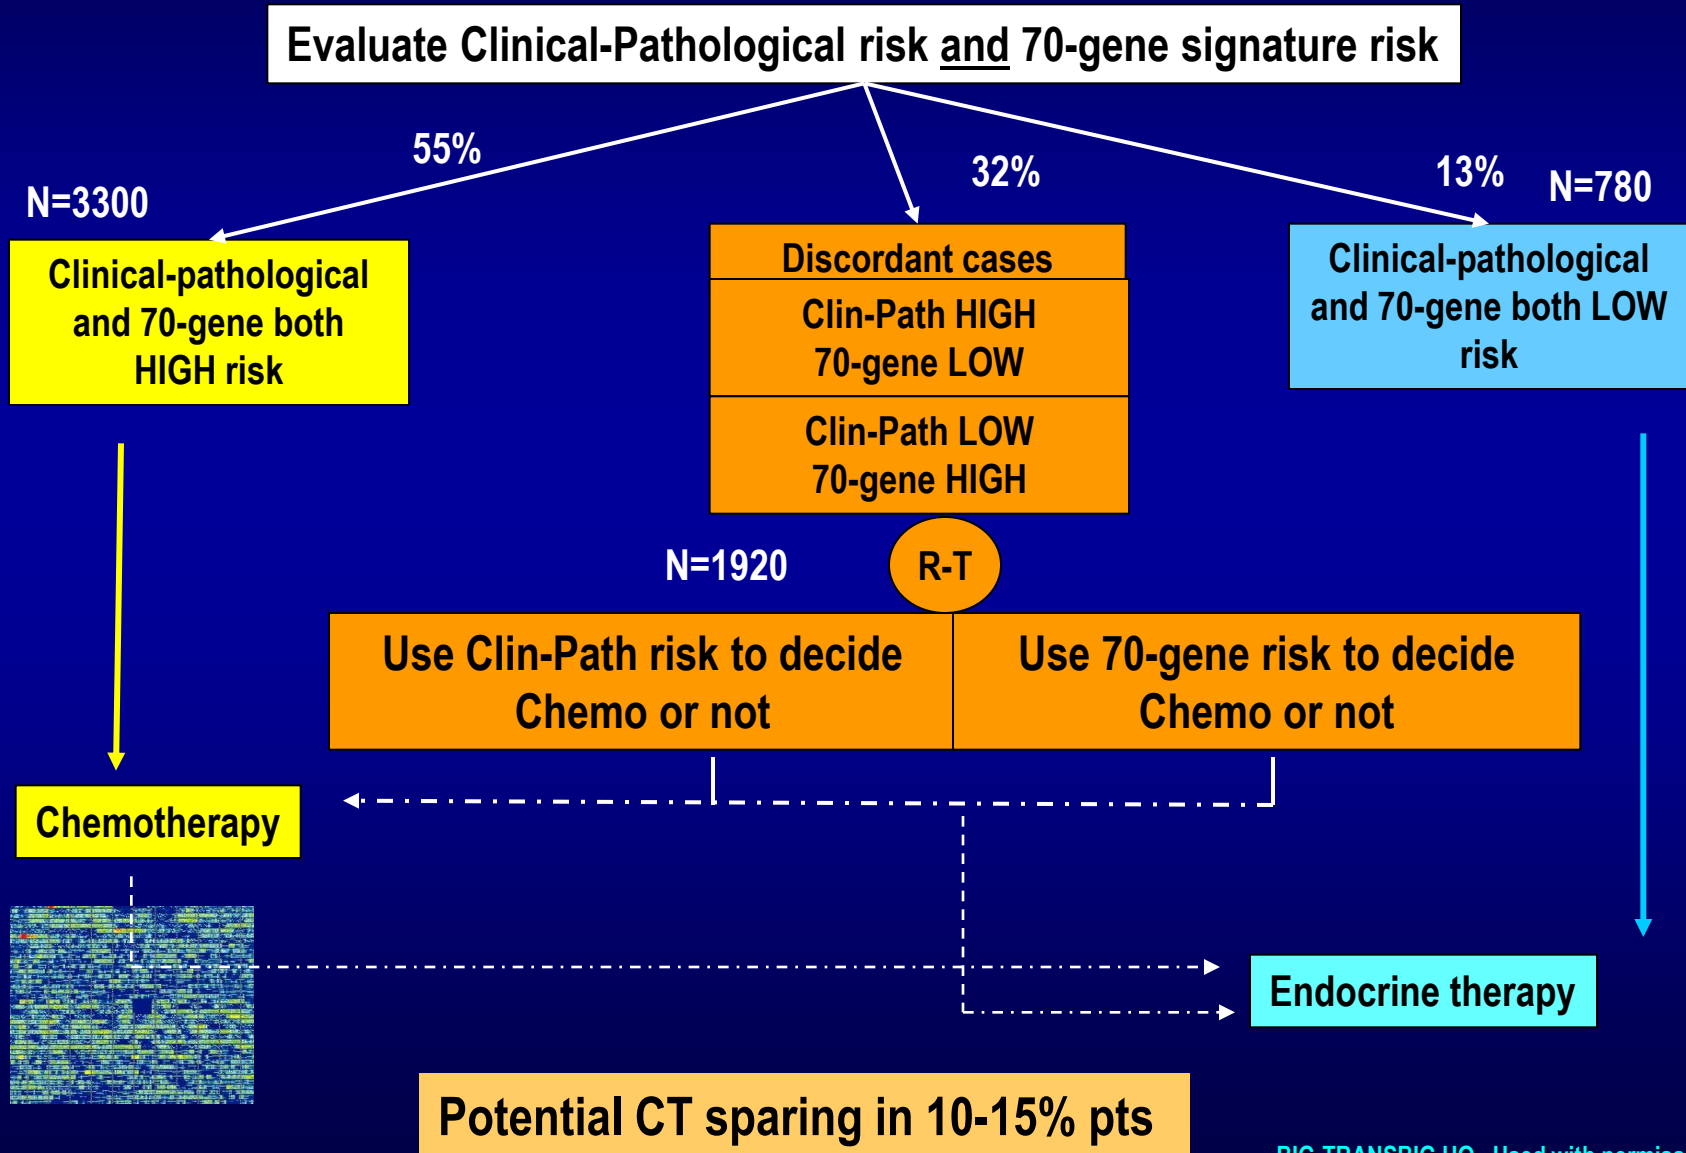 Evaluate Clinical-Pathological risk and 70-gene signature risk
55%
32%
13%
N=3300
N=780
Clinical-pathological
and 70-gene both
HIGH risk
Discordant cases
Clin-Path HIGH
70-gene LOW
Clin-Path LOW
70-gene HIGH
Clinical-pathological
and 70-gene both LOW
risk
N=1920
R-T
Use Clin-Path risk to decide
Chemo or not
Use 70-gene risk to decide
Chemo or not
Chemotherapy
Endocrine therapy
Potential CT sparing in 10-15% pts